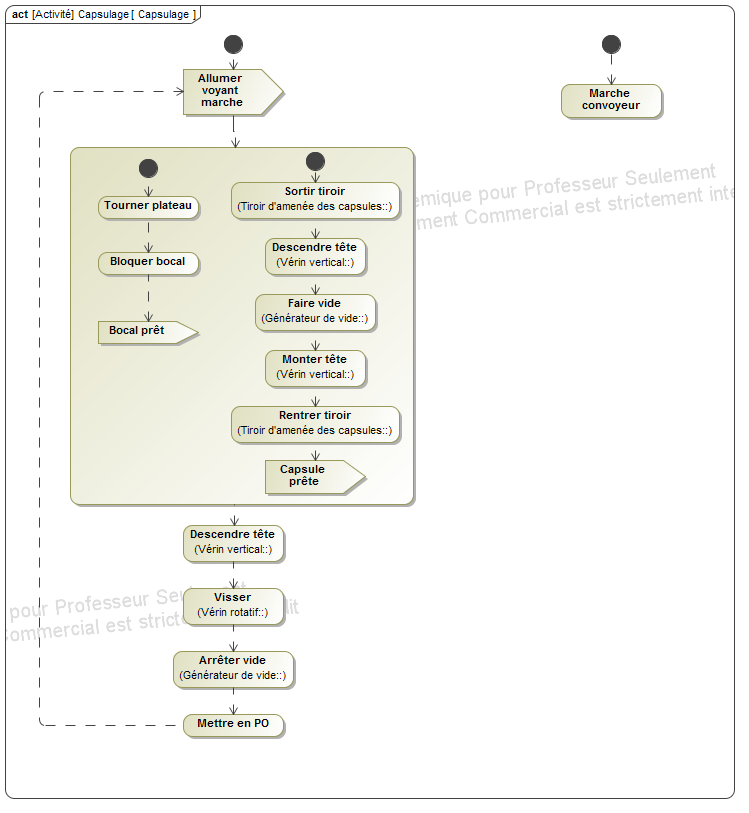 act [Activité] Capsulage [ Capsulage ]
Allumer
voyant
marche
Marche
convoyeur
Tourner plateau
Bloquer bocal
Bocal prêt
Sortir tiroir
(Tiroir d'amenée des capsules::)
Descendre tête
(Vérin vertical::)
Faire vide
(Générateur de vide::)
Monter tête
(Vérin vertical::)
Rentrer tiroir
(Tiroir d'amenée des capsules::)
Capsule
prête
émique pour Professeur Seulement
ment Commercial est strictement inte
Descendre tête
(Vérin vertical::)
Visser
(Vérin rotatif::)
Arrêter vide
(Générateur de vide::)
Mettre en PO
pour Professeur
Commercial est